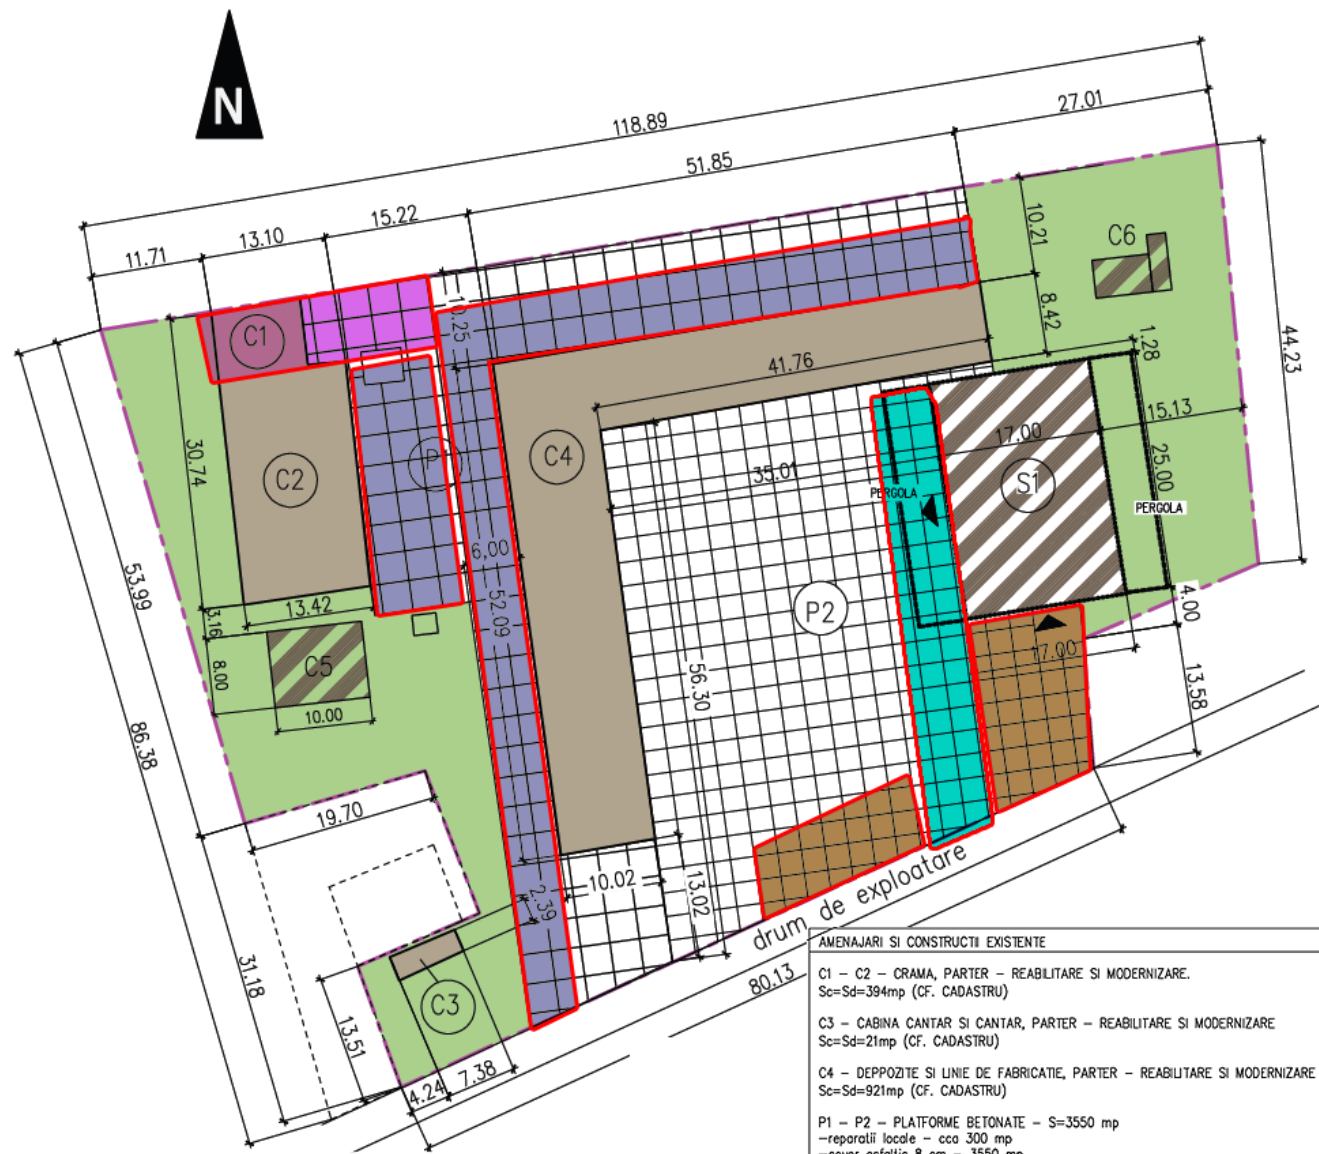 N
118.89
27.01
51.85
15.22
13.10
11.71
10.21
C6
C1
10.25
8.42
1.28
44.23
41.76
15.13
30.74
C2
P
C4
35.01
17.00
25.00
PERGOLA
S1
PERGOLA
6,00
53.99
13.42
52.09
P2
4.00
3.16
C5
8.00
17.00
56.30
13.58
10.00
86.38
19.70
10.02
13.02
2.39
drum de exploatare
31.18
C3
80.13
13.51
7.38
4.24
AMENAJARI SI CONSTRUCTII EXISTENTE
C1 - C2 - CRAMA, PARTER - REABILITARE SI MODERNIZARE.
Sc=Sd=394mp (CF. CADASTRU)
C3 - CABINA CANTAR SI CANTAR, PARTER - REABILITARE SI MODERNIZARE
Sc=Sd=21mp (CF. CADASTRU)
C4 - DEPPOZITE SI LINIE DE FABRICATIE, PARTER - REABILITARE SI MODERNIZARE
Sc=Sd=921mp (CF. CADASTRU)
P1 - P2 - PLATFORME BETONATE - S=3550 mp
-reparatii locale - cca 300 mp
asfaltic 8 cm - 3550 mp